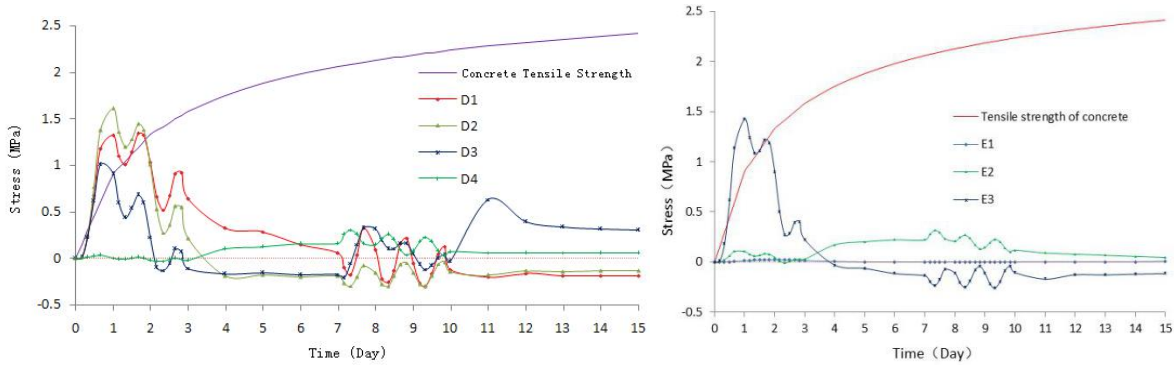 2.5
2
1.5
1
0.5
0
-0.5
Stress (MPa)
Concrete Tensile Strength
D1
D2
D3
D4
0 1 2 3 4 5 6 7 8 9 10 11 12 13 14 15
Time (Day)
2.5
2
1.5
1
0.5
0
-0.5
Stress（MPa）
Tensile strength of concrete
E1
E2
E3
0 1 2 3 4 5 6 7 8 9 10 11 12 13 14 15
Time（Day）